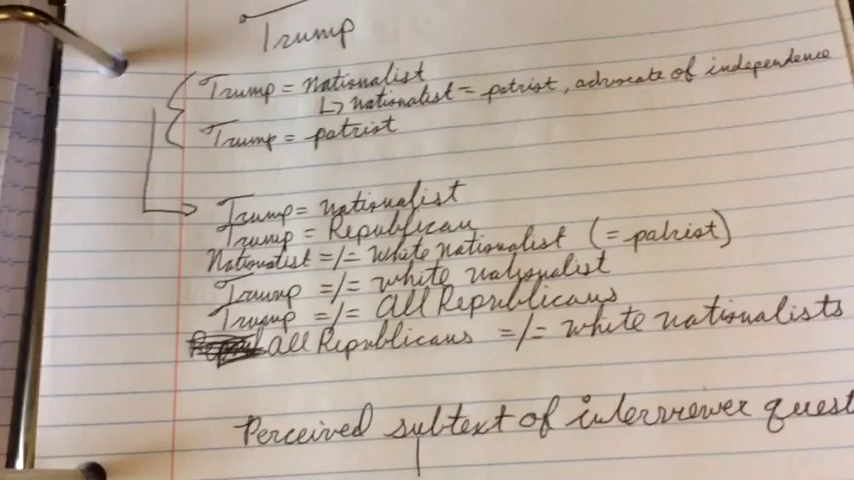 Trump
Trump = nationalist
↳ nationalist = patriot, advocate of independence
Trump = patriot
Trump = nationalist
Trump = Republican
Nationalist =/= white nationalist (= patriot)
Trump =/= white nationalist
Trump =/= all Republicans
all Republicans =/= white nationalists
Perceived subtext of interviewer quest